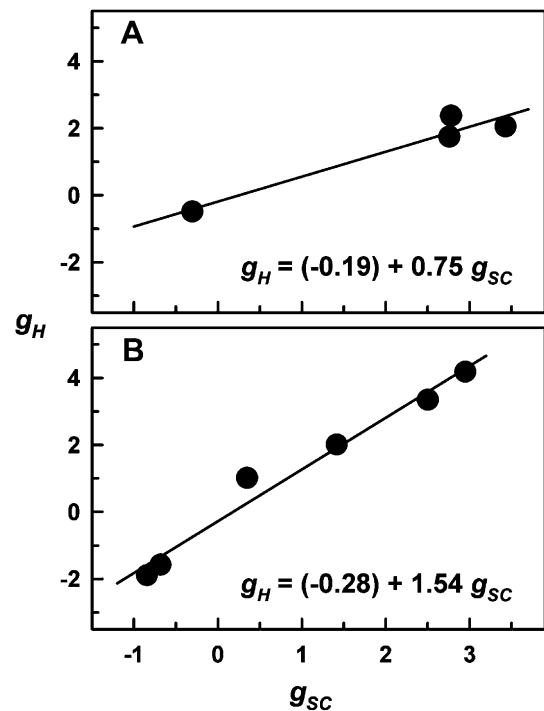 A
4
2
0
-2
g_H = (-0.19) + 0.75 g_SC
g_H
B
4
2
0
-2
g_H = (-0.28) + 1.54 g_SC
-1 0 1 2 3
g_SC